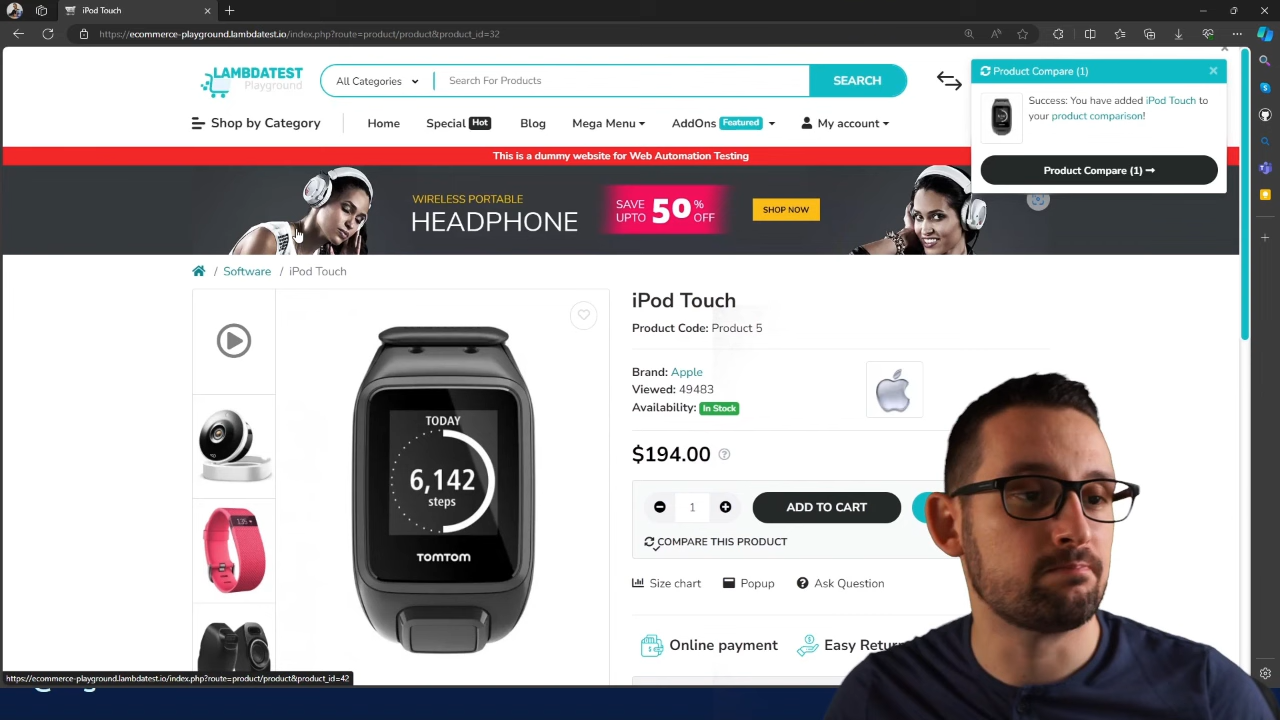 iPod Touch
https://ecommerce-playground.lambdatest.io/index.php?route=product/product&product_id=32
LAMBDATEST
Playground
All Categories
Search For Products
SEARCH
Product Compare (1)
Success: You have added iPod Touch to
your product comparison!
Product Compare (1)
Shop by Category
Home
Special Hot
Blog
Mega Menu
AddOns Featured
My account
This is a dummy website for Web Automation Testing
WIRELESS PORTABLE
HEADPHONE
SAVE
UPTO 50 % OFF
SHOP NOW
/ Software / iPod Touch
iPod Touch
Product Code: Product 5
Brand: Apple
Viewed: 49483
Availability: In Stock
$194.00
TODAY
6,142
steps
TOMTOM
1
ADD TO CART
COMPARE THIS PRODUCT
Size chart
Popup
Ask Question
Online payment
Easy Retur
https://ecommerce-playground.lambdatest.io/index.php?route=product/product&product_id=42